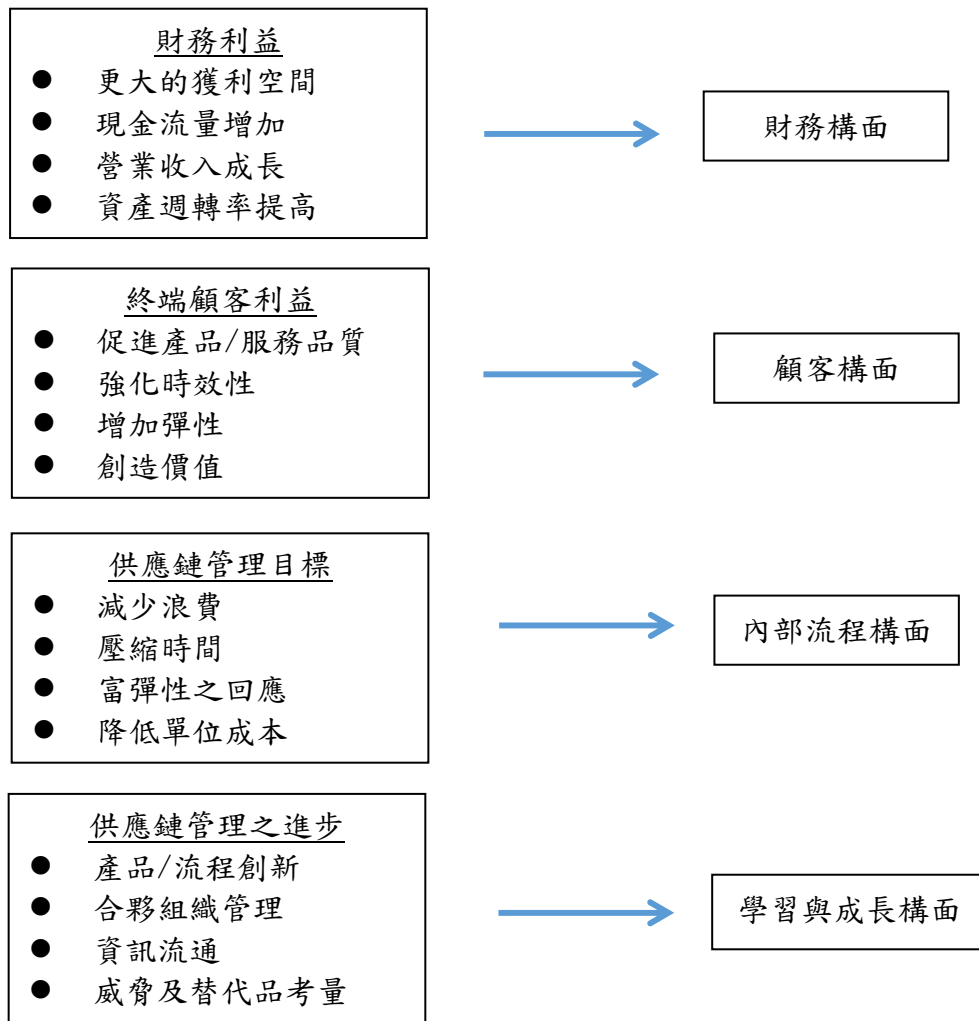 財務利益
● 更大的獲利空間
● 現金流量增加
● 營業收入成長
● 資產週轉率提高
財務構面
終端顧客利益
● 促進產品/服務品質
● 強化時效性
● 增加彈性
● 創造價值
顧客構面
供應鏈管理目標
● 減少浪費
● 壓縮時間
● 富彈性之回應
● 降低單位成本
內部流程構面
供應鏈管理之進步
● 產品/流程創新
● 合夥組織管理
● 資訊流通
● 威脅及替代品考量
學習與成長構面